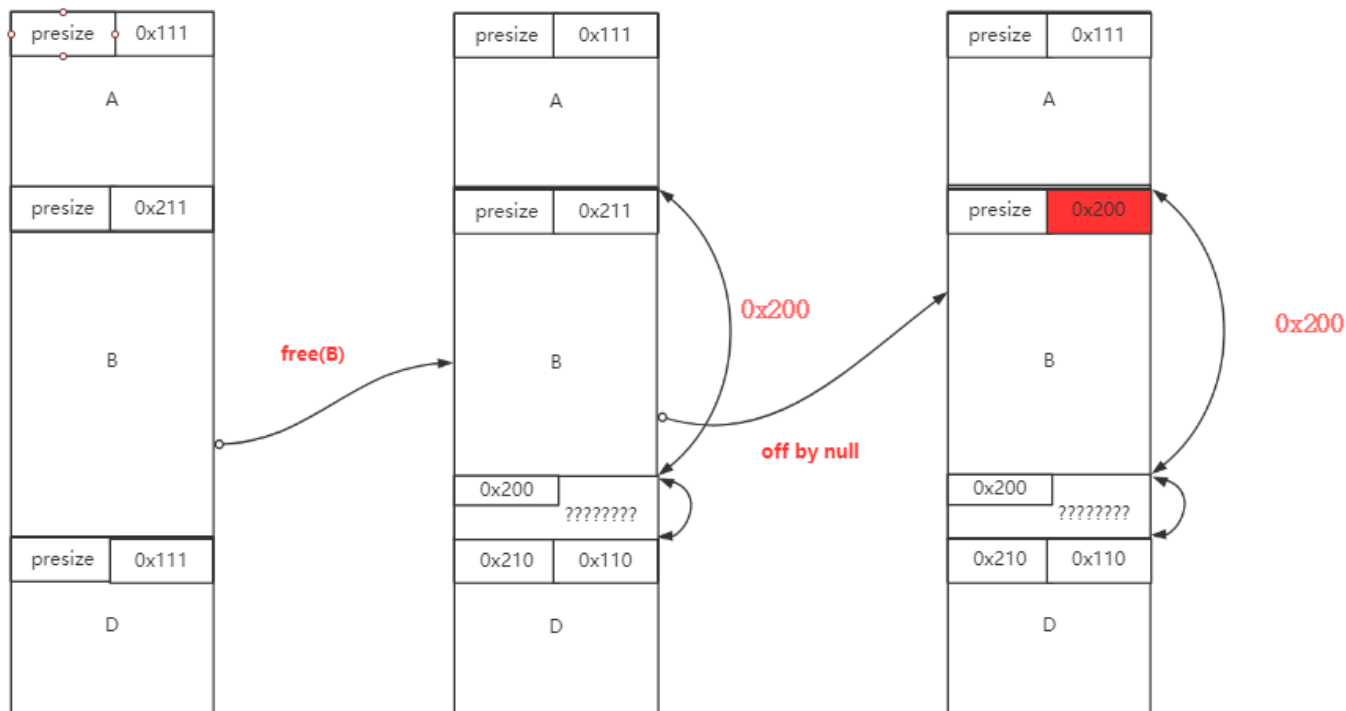 presize 0x111
A
presize 0x211
B
presize 0x111
D
free(B)
presize 0x111
A
presize 0x211
B
0x200
0x200
????????
0x210 0x110
D
off by null
presize 0x111
A
presize 0x200
B
0x200
0x200
????????
0x210 0x110
D